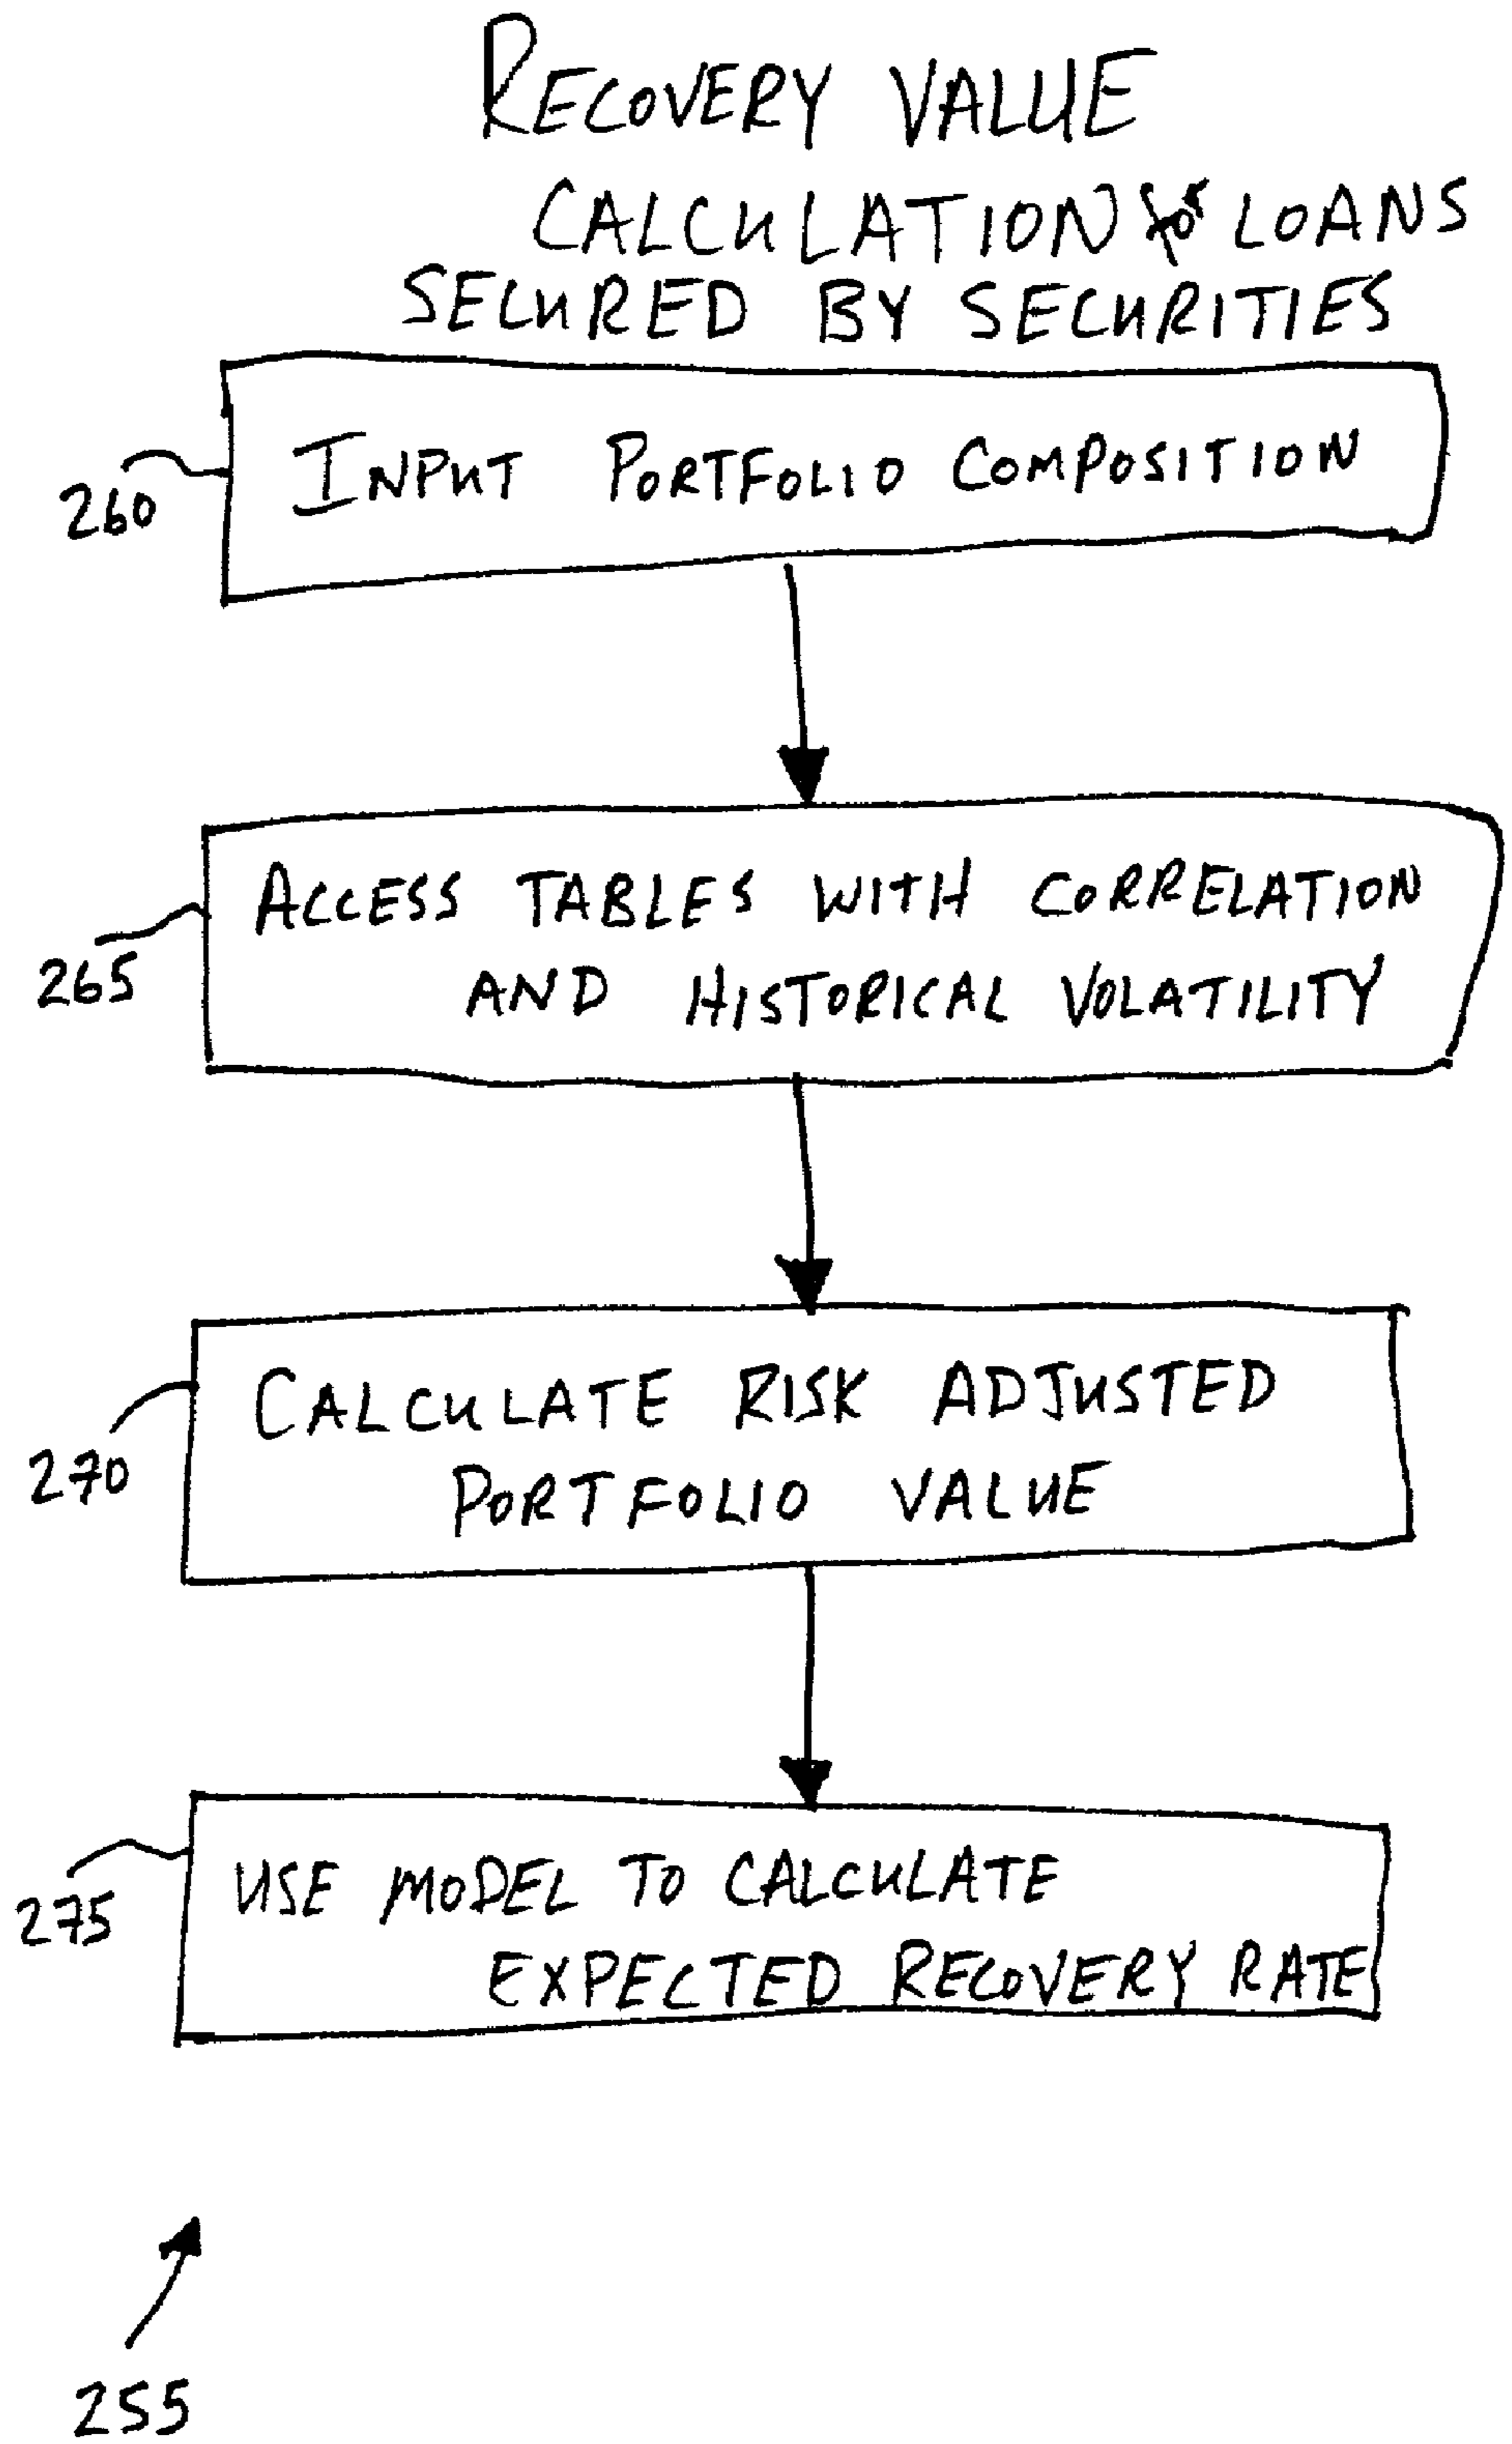 RECOVERY VALUE
CALCULATION for LOANS
SECURED BY SECURITIES
260
INPUT PORTFOLIO COMPOSITION
265
ACCESS TABLES WITH CORRELATION
AND HISTORICAL VOLATILITY
270
CALCULATE RISK ADJUSTED
PORTFOLIO VALUE
275
USE MODEL TO CALCULATE
EXPECTED RECOVERY RATE
255